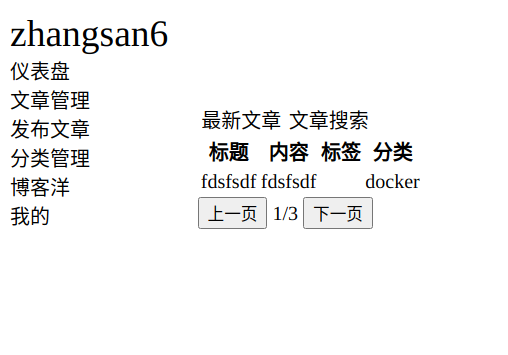 zhangsan6
仪表盘
文章管理
发布文章
分类管理
博客洋
我的
最新文章 文章搜索
标题 内容 标签 分类
fdsfsdf fdsfsdf docker
上一页 1/3 下一页